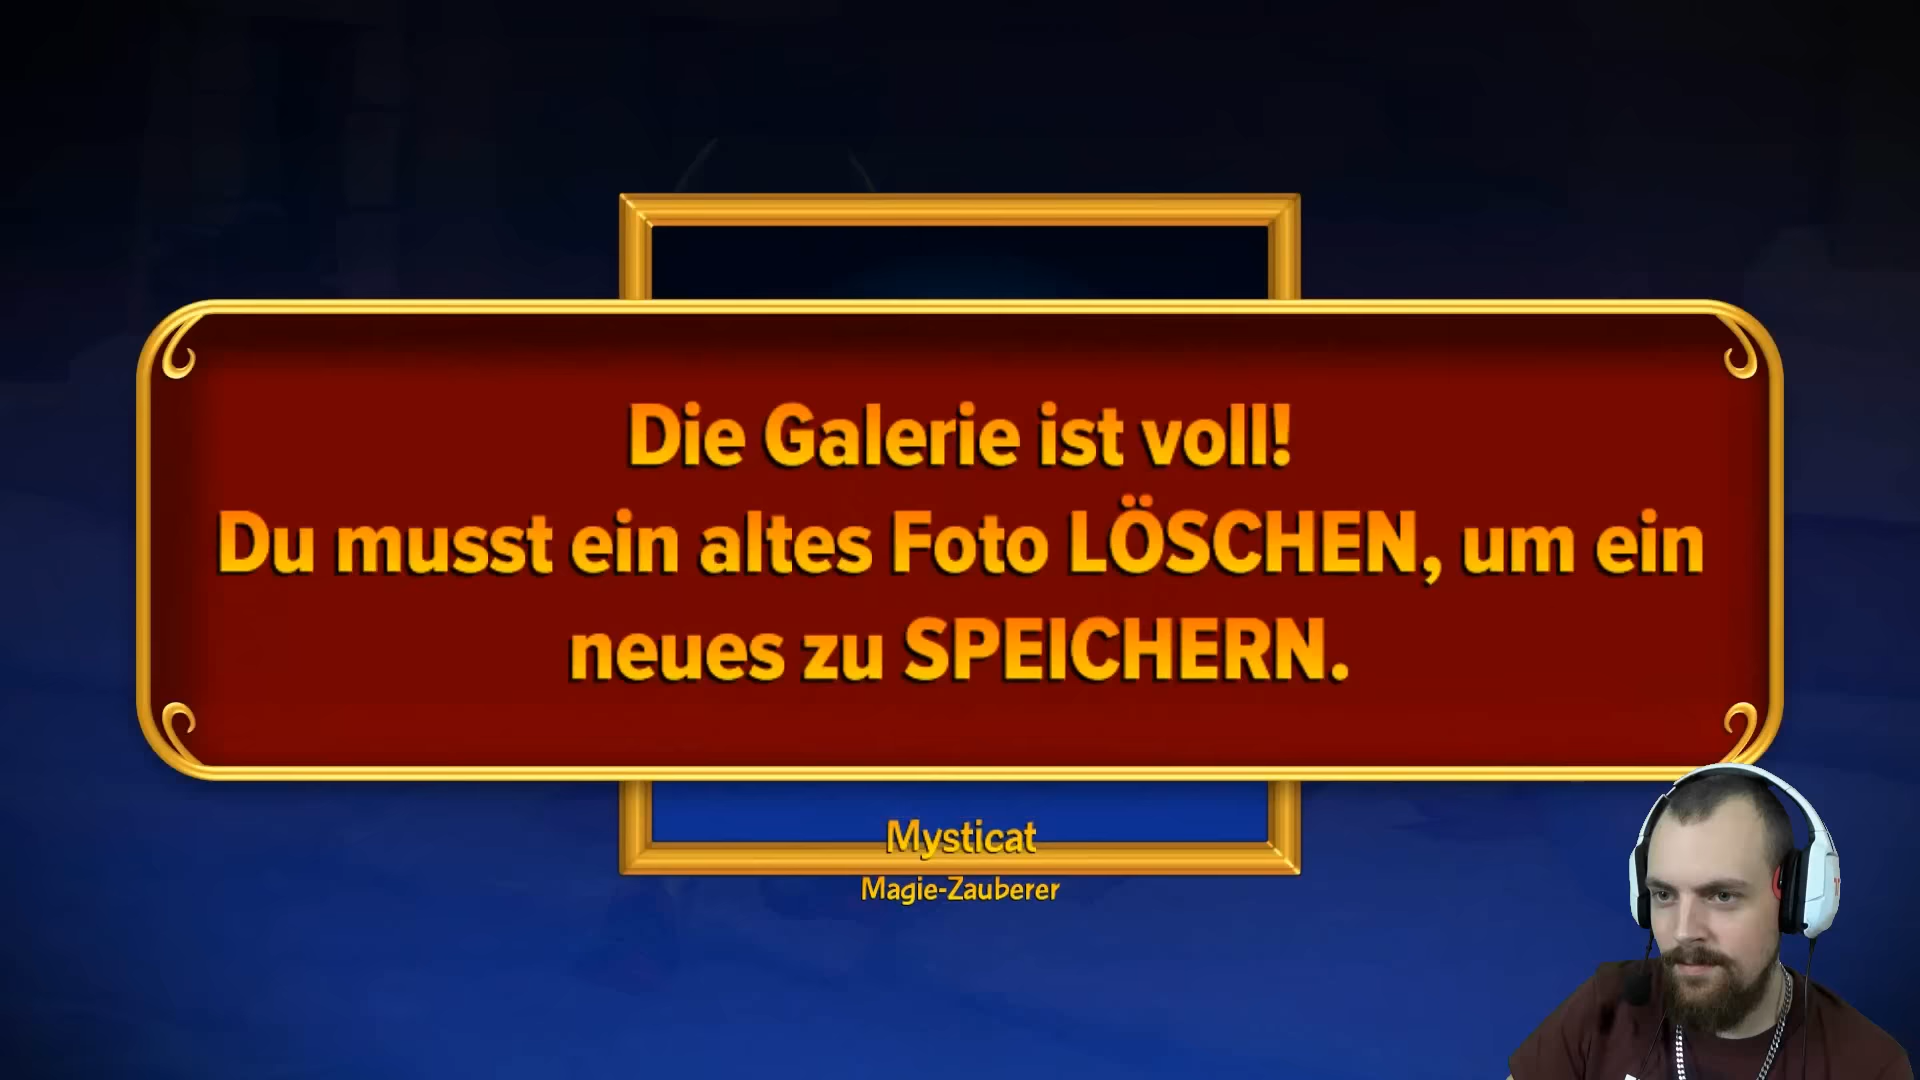 Die Galerie ist voll!
Du musst ein altes Foto LÖSCHEN, um ein
neues zu SPEICHERN.
Mysticat
Magie-Zauberer